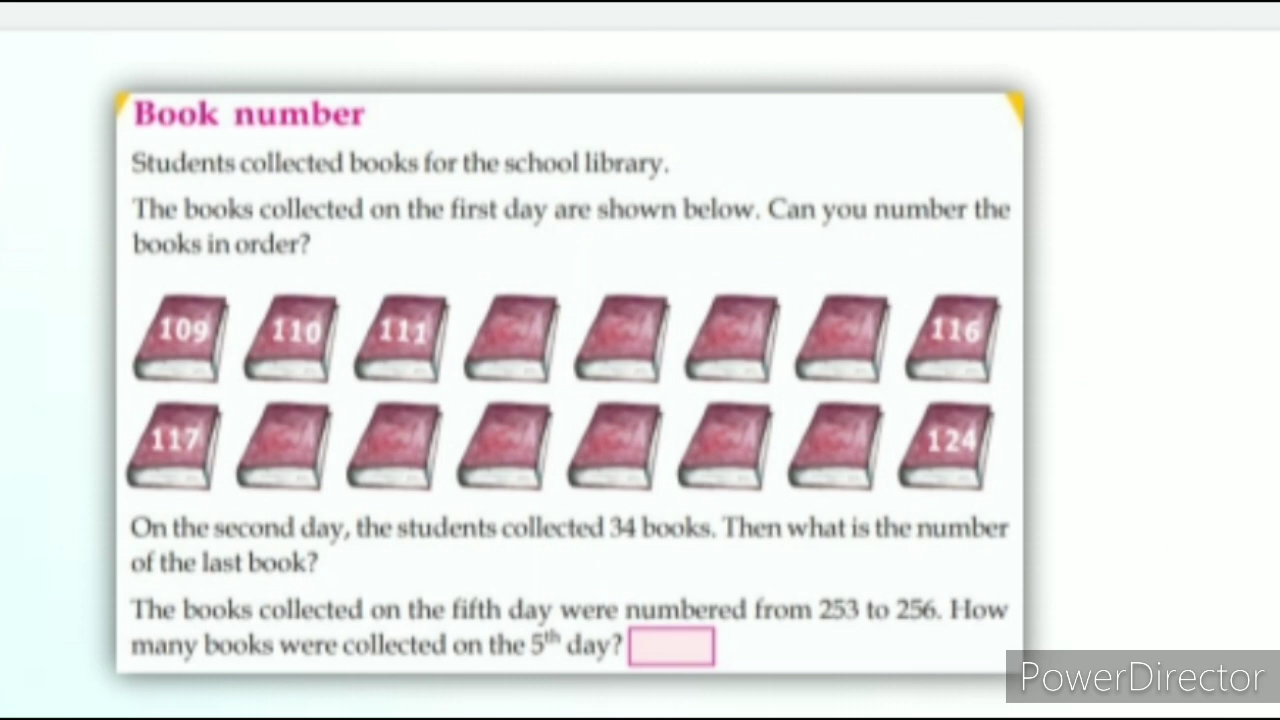 Book number
Students collected books for the school library.
The books collected on the first day are shown below. Can you number the
books in order?
109 110 111 116
117 124
On the second day, the students collected 34 books. Then what is the number
of the last book?
The books collected on the fifth day were numbered from 253 to 256. How
many books were collected on the 5th day?
PowerDirector